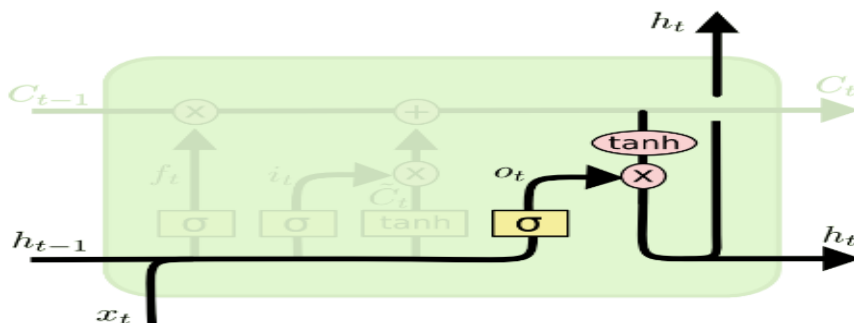 h_t
C_{t-1} × + C_t
tanh
f_t i_t × o_t ×
C̃_t
σ σ tanh σ
h_{t-1} h_t
x_t